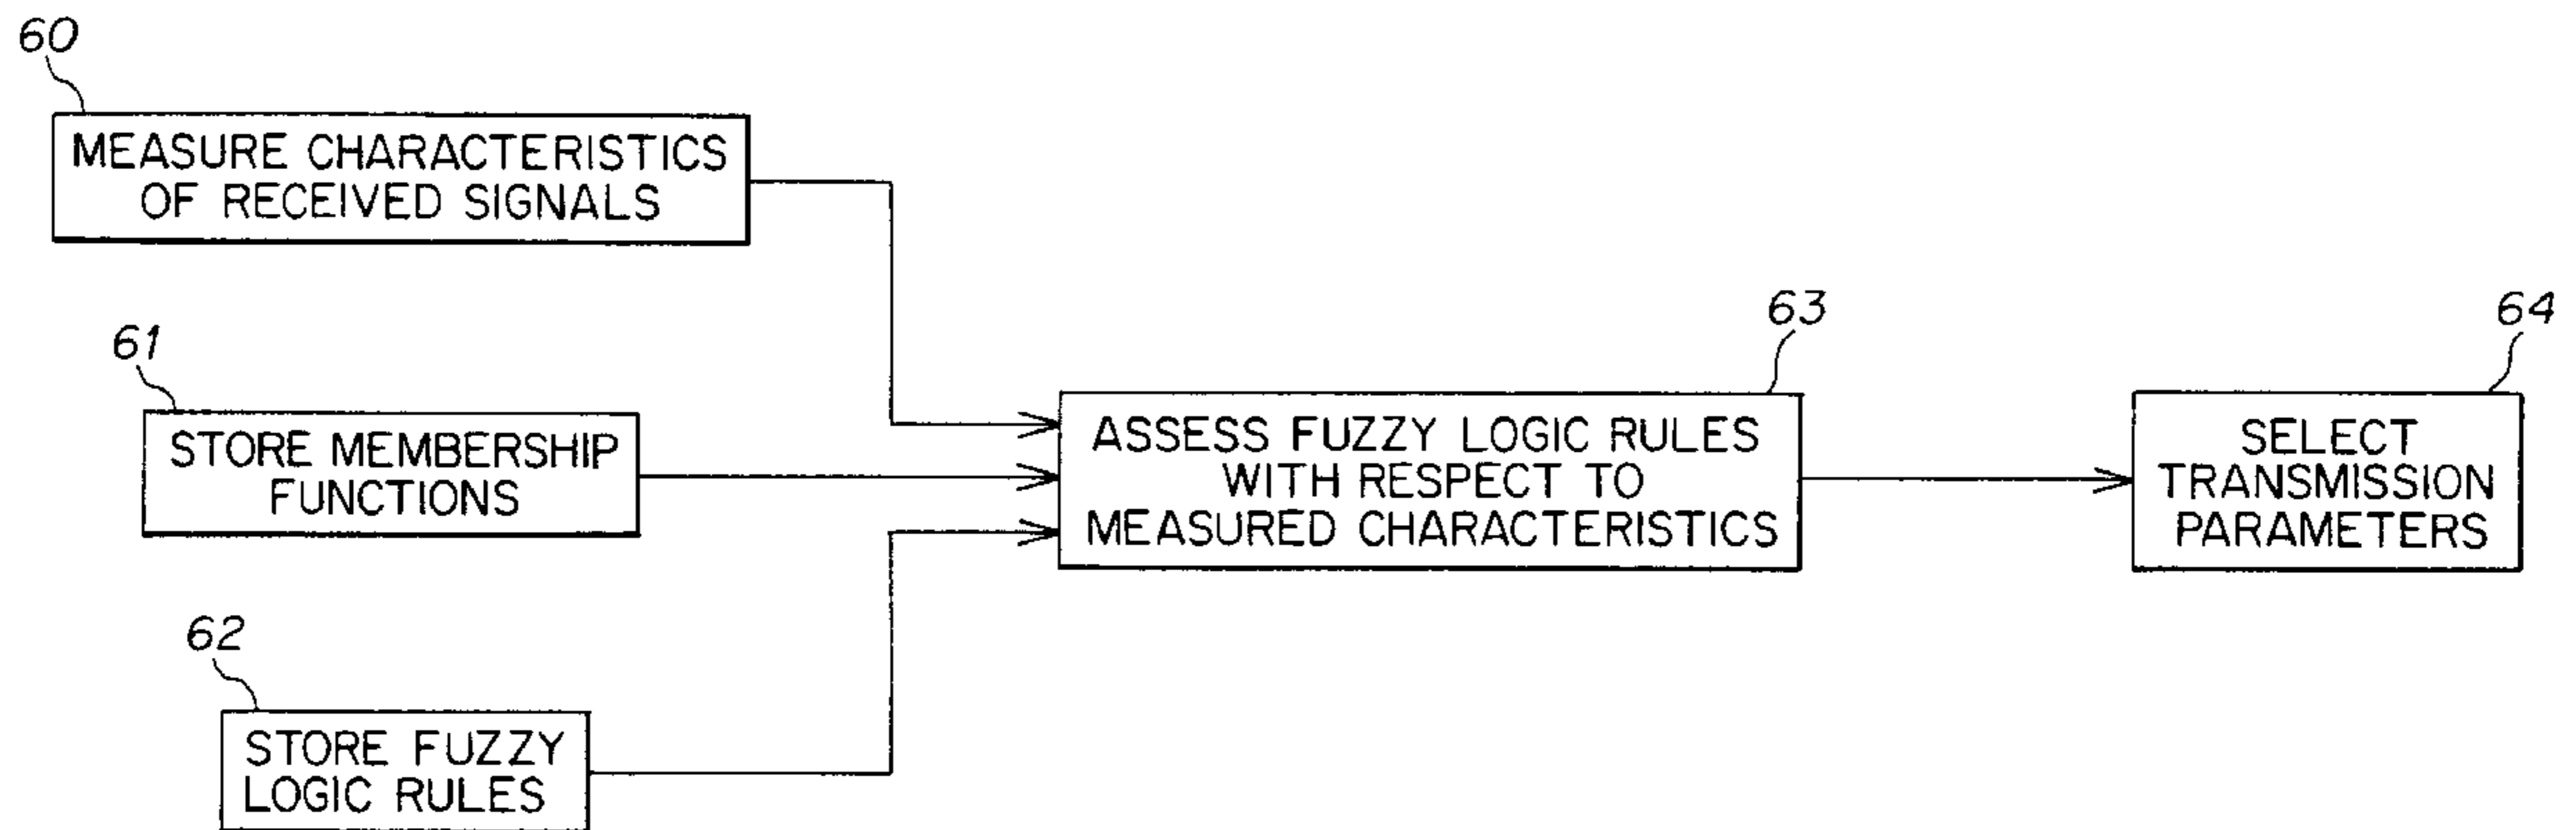 60
MEASURE CHARACTERISTICS
OF RECEIVED SIGNALS
61
STORE MEMBERSHIP
FUNCTIONS
62
STORE FUZZY
LOGIC RULES
63
ASSESS FUZZY LOGIC RULES
WITH RESPECT TO
MEASURED CHARACTERISTICS
64
SELECT
TRANSMISSION
PARAMETERS